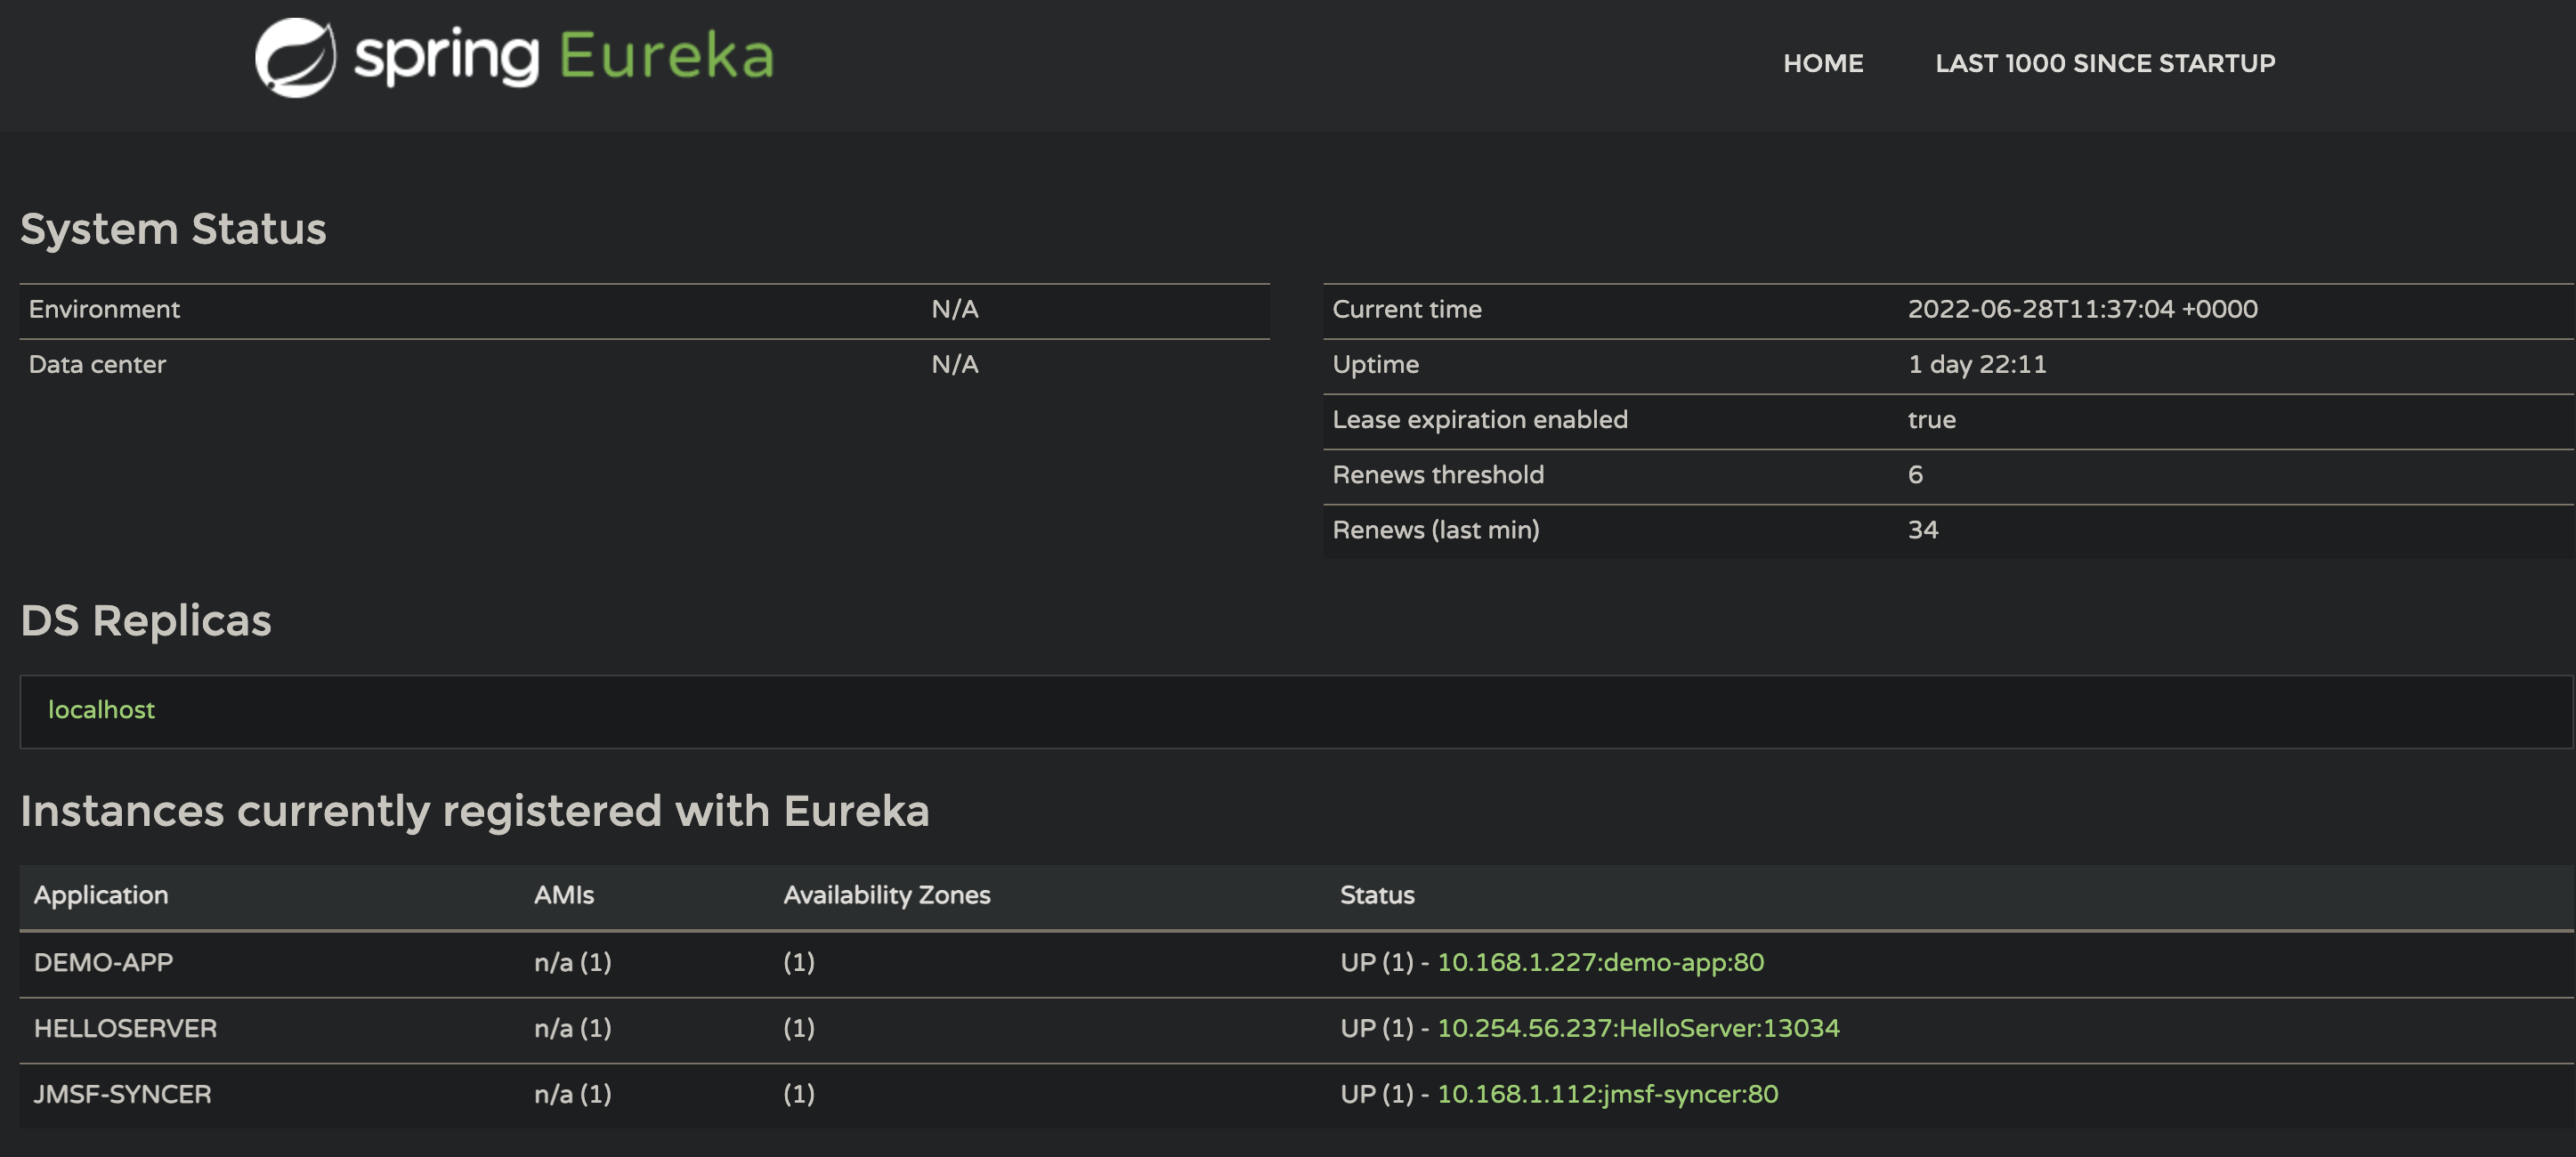 spring Eureka
HOME LAST 1000 SINCE STARTUP
System Status
Environment N/A
Data center N/A
Current time 2022-06-28T11:37:04 +0000
Uptime 1 day 22:11
Lease expiration enabled true
Renews threshold 6
Renews (last min) 34
DS Replicas
localhost
Instances currently registered with Eureka
Application AMIs Availability Zones Status
DEMO-APP n/a (1) (1) UP (1) - 10.168.1.227:demo-app:80
HELLOSERVER n/a (1) (1) UP (1) - 10.254.56.237:HelloServer:13034
JMSF-SYNCER n/a (1) (1) UP (1) - 10.168.1.112:jmsf-syncer:80